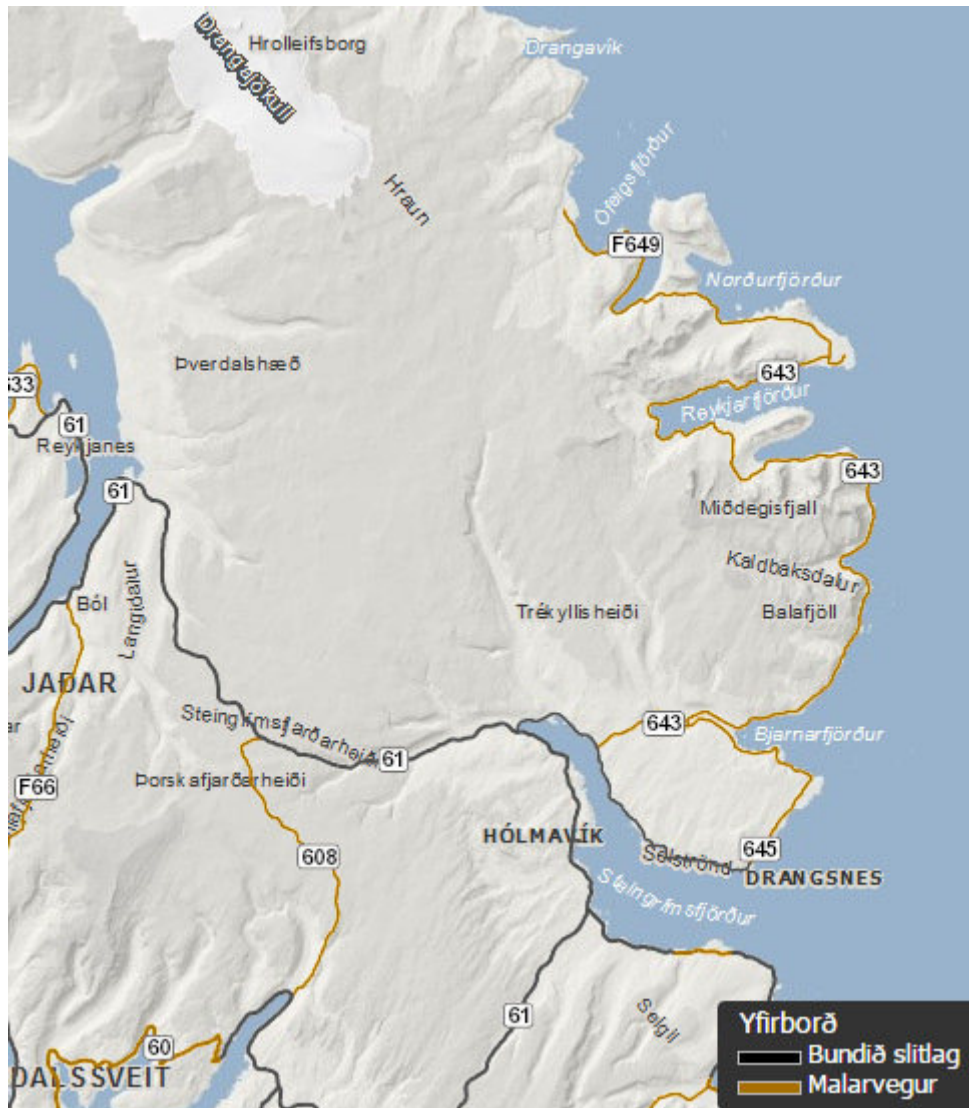 Hrolleifsborg
Drangavík
Drangajökull
Hraun
Ófeigsfjörður
F649
Norðurfjörður
Þverdalshæð
643
633
Reykjarfjörður
61
Reykjanes
643
61
Miðdegisfjall
Kaldbaksdalur
Langidalur
Ból
Trékyllisheiði
Balafjöll
JAÐAR
Steingrímsfjarðarheiði
643
Bjarnarfjörður
61
F66
Þorskafjarðarheiði
HÓLMAVÍK
645
608
Selströnd
DRANGSNES
Steingrímsfjörður
61
Selgil
60
DALSSVEIT
Yfirborð
Bundið slitlag
Malarvegur